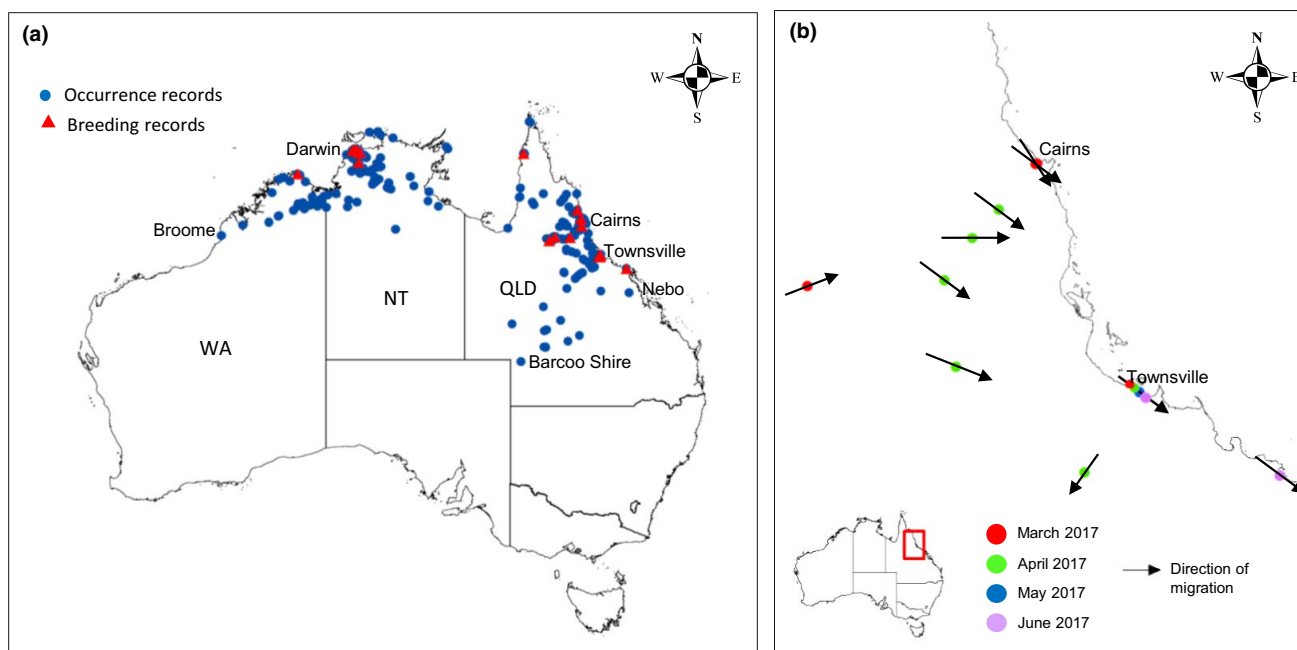 (a)
N
W E
S
Occurrence records
Breeding records
Darwin
Broome
Cairns
Townsville
Nebo
NT
QLD
WA
Barcoo Shire
(b)
N
W E
S
Cairns
Townsville
March 2017
April 2017
May 2017
June 2017
Direction of
migration